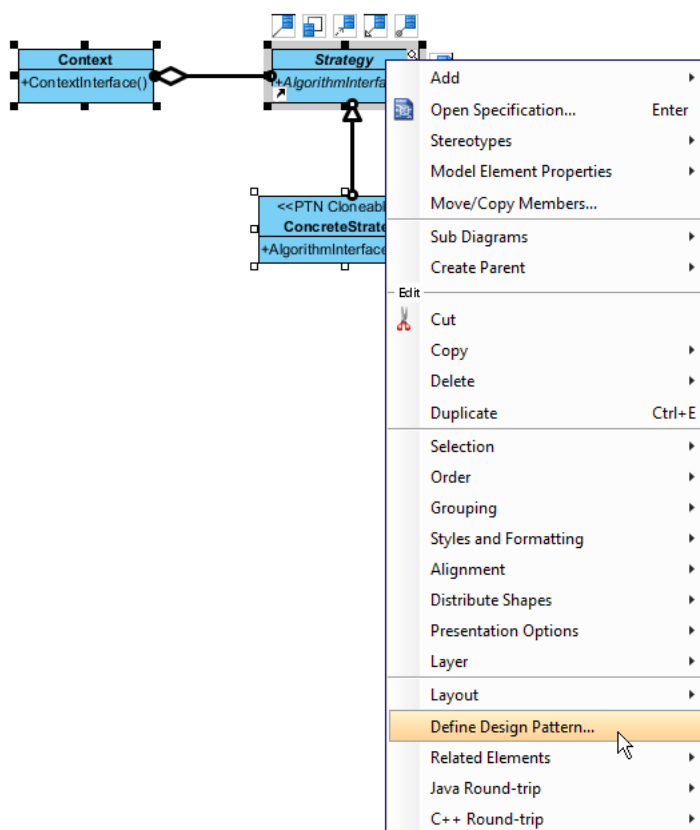 Context
+ContextInterface()
Strategy
+AlgorithmInterfa
<<PTN Cloneabl
ConcreteStrate
+AlgorithmInterface
Add
Open Specification... Enter
Stereotypes
Model Element Properties
Move/Copy Members...
Sub Diagrams
Create Parent
Edit
Cut
Copy
Delete
Duplicate Ctrl+E
Selection
Order
Grouping
Styles and Formatting
Alignment
Distribute Shapes
Presentation Options
Layer
Layout
Define Design Pattern...
Related Elements
Java Round-trip
C++ Round-trip